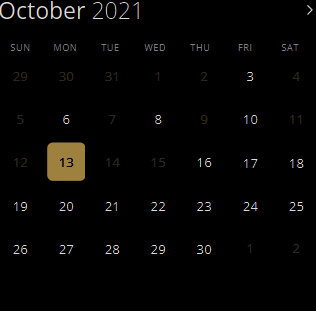 October 2021
SUN MON TUE WED THU FRI SAT
29 30 31 1 2 3 4
5 6 7 8 9 10 11
12 13 14 15 16 17 18
19 20 21 22 23 24 25
26 27 28 29 30 1 2